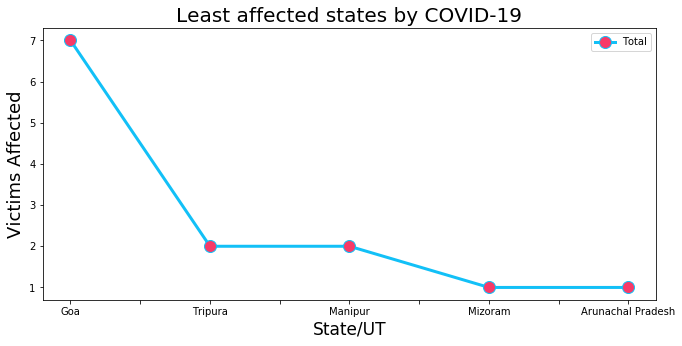 Least affected states by COVID-19
Total
Victims Affected
7
6
5
4
3
2
1
Goa Tripura Manipur Mizoram Arunachal Pradesh
State/UT